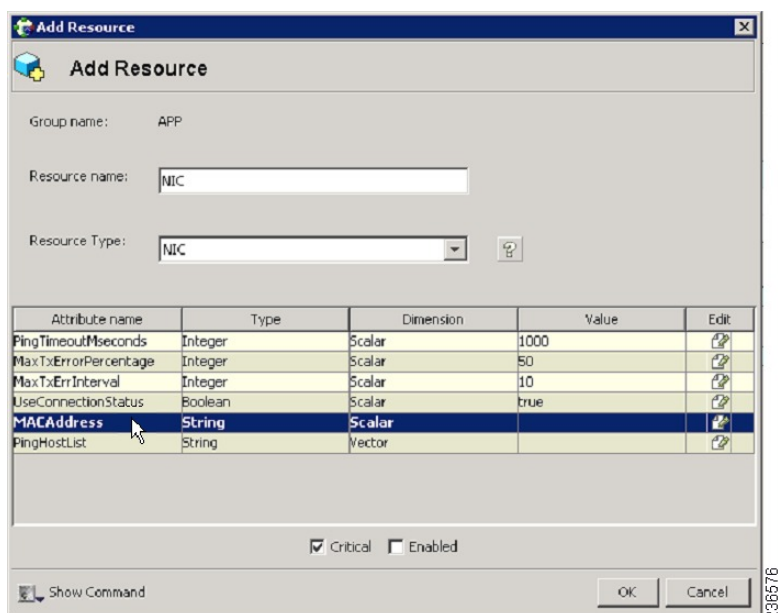 Add Resource
Add Resource
Group name: APP
Resource name: NIC
Resource Type: NIC
Attribute name Type Dimension Value Edit
PingTimeoutMseconds Integer Scalar 1000
MaxTxErrorPercentage Integer Scalar 50
MaxTxErrInterval Integer Scalar 10
UseConnectionStatus Boolean Scalar true
MACAddress String Scalar
PingHostList String Vector
Critical Enabled
Show Command OK Cancel